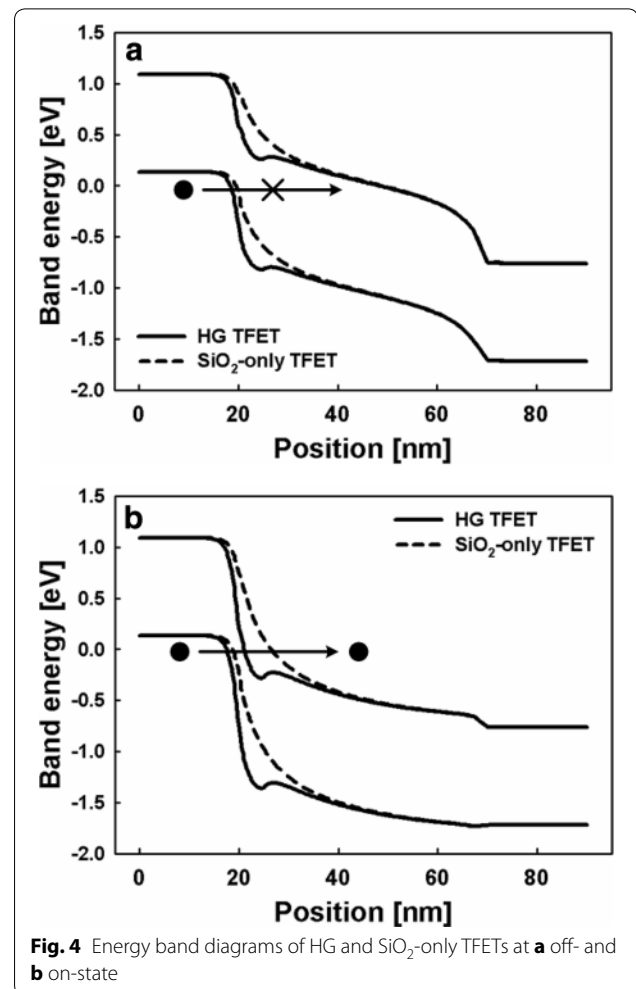 a
1.5
1.0
0.5
0.0
-0.5
-1.0
-1.5
-2.0
Band energy [eV]
HG TFET
SiO2-only TFET
0 20 40 60 80
Position [nm]
b
1.5
1.0
0.5
0.0
-0.5
-1.0
-1.5
-2.0
Band energy [eV]
HG TFET
SiO2-only TFET
0 20 40 60 80
Position [nm]
Fig. 4 Energy band diagrams of HG and SiO2-only TFETs at a off- and
b on-state